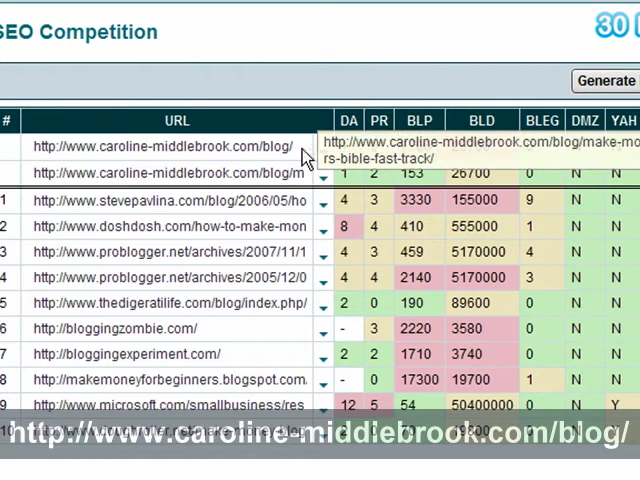 SEO Competition
30
Generate
# URL DA PR BLP BLD BLEG DMZ YAH
http://www.caroline-middlebrook.com/blog/
http://www.caroline-middlebrook.com/blog/make-mo
rs-bible-fast-track/
http://www.caroline-middlebrook.com/blog/m 1 2 153 26700 0 N N
1 http://www.stevepavlina.com/blog/2006/05/ho 4 3 3330 155000 9 N N
2 http://www.doshdosh.com/how-to-make-mon 8 4 410 555000 1 N N
3 http://www.problogger.net/archives/2007/11/1 4 3 459 5170000 4 N N
4 http://www.problogger.net/archives/2005/12/0 4 4 2140 5170000 3 N N
5 http://www.thedigeratilife.com/blog/index.php/ 2 0 190 89600 0 N N
6 http://bloggingzombie.com/ - 3 2220 3580 0 N N
7 http://bloggingexperiment.com/ 2 2 1710 3740 0 N N
8 http://makemoneyforbeginners.blogspot.com/ - 0 17300 19700 1 N N
9 http://www.microsoft.com/smallbusiness/res 12 5 54 50400000 0 N Y
http://www.caroline-middlebrook.com/blog/